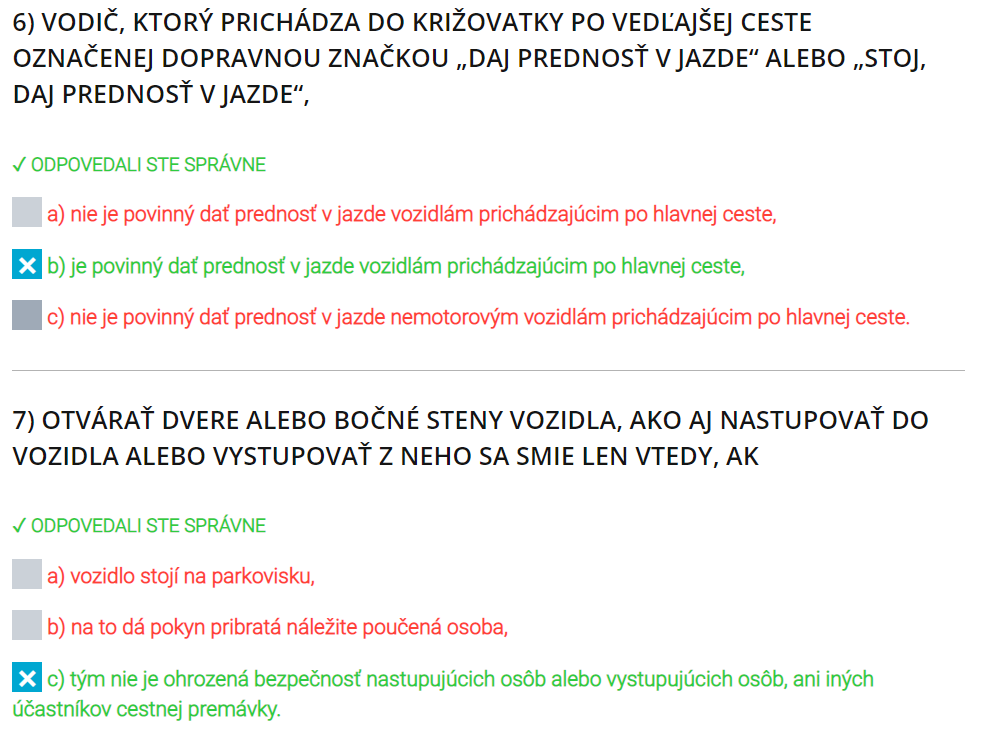 6) VODIČ, KTORÝ PRICHÁDZA DO KRIŽOVATKY PO VEDĽAJŠEJ CESTE
OZNAČENEJ DOPRAVNOU ZNAČKOU „DAJ PREDNOSŤ V JAZDE“ ALEBO „STOJ,
DAJ PREDNOSŤ V JAZDE“,
✓ ODPOVEDALI STE SPRÁVNE
a) nie je povinný dať prednosť v jazde vozidlám prichádzajúcim po hlavnej ceste,
b) je povinný dať prednosť v jazde vozidlám prichádzajúcim po hlavnej ceste,
c) nie je povinný dať prednosť v jazde nemotorovým vozidlám prichádzajúcim po hlavnej ceste.
7) OTVÁRAŤ DVERE ALEBO BOČNÉ STENY VOZIDLA, AKO AJ NASTUPOVAŤ DO
VOZIDLA ALEBO VYSTUPOVAŤ Z NEHO SA SMIE LEN VTEDY, AK
✓ ODPOVEDALI STE SPRÁVNE
a) vozidlo stojí na parkovisku,
b) na to dá pokyn pribratá náležite poučená osoba,
c) tým nie je ohrozená bezpečnosť nastupujúcich osôb alebo vystupujúcich osôb, ani iných
účastníkov cestnej premávky.